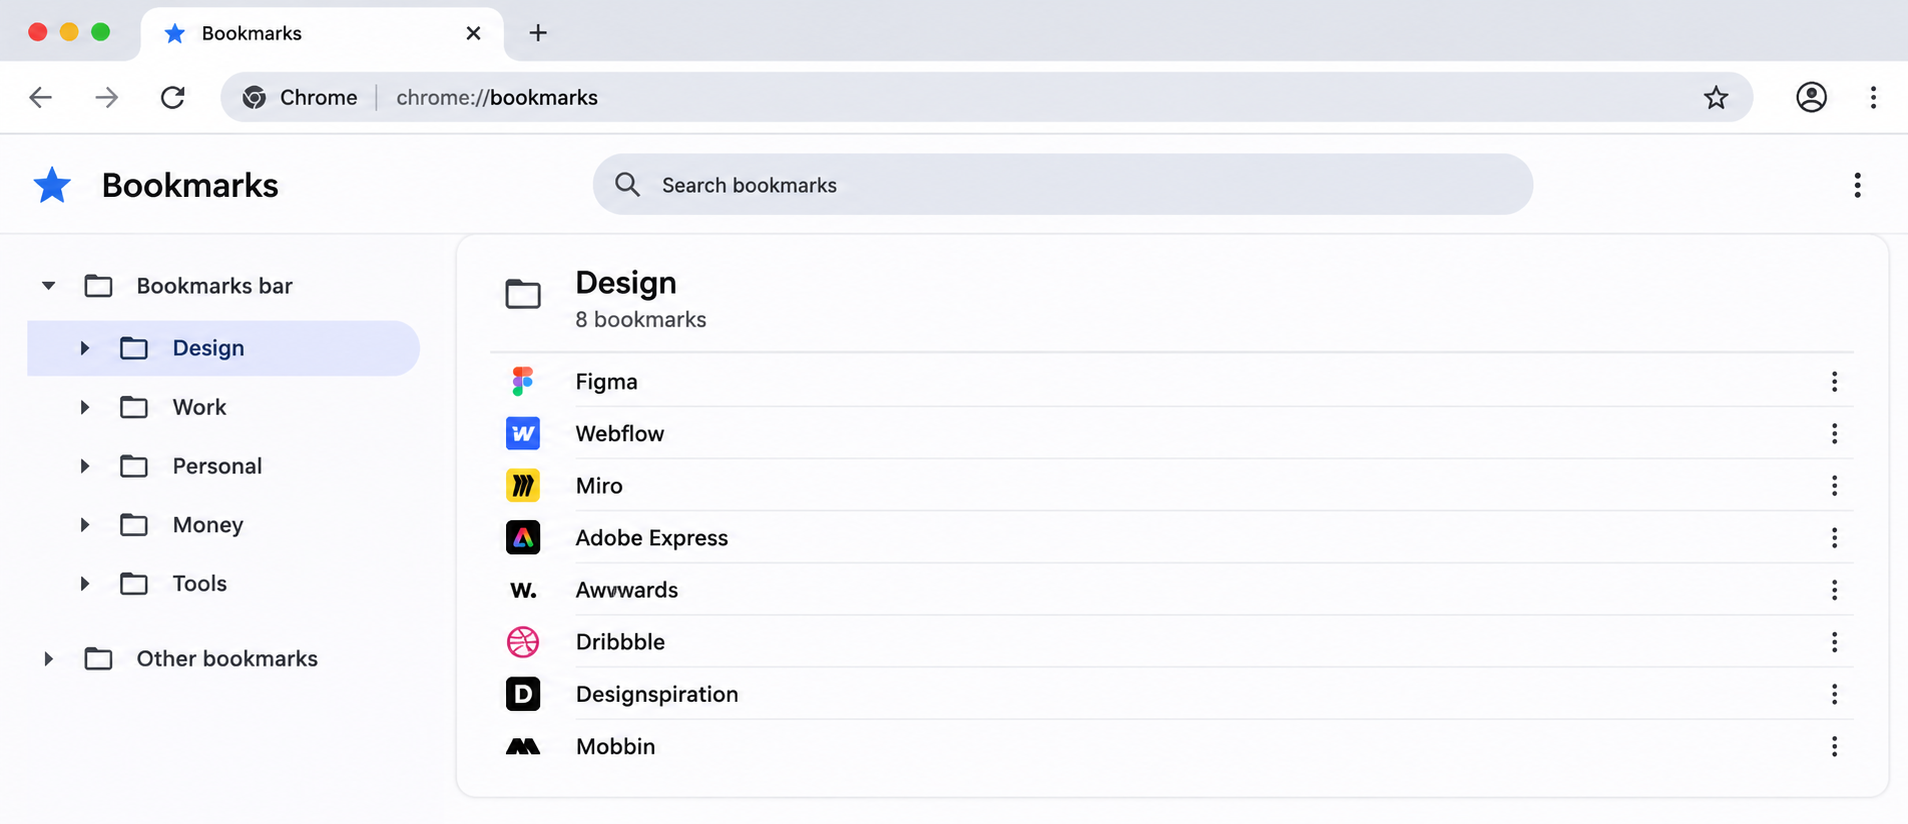 Bookmarks
Chrome
chrome://bookmarks
Bookmarks
Search bookmarks
Bookmarks bar
Design
Work
Personal
Money
Tools
Other bookmarks
Design
8 bookmarks
Figma
Webflow
Miro
Adobe Express
W.
Awwwards
Dribbble
D
Designspiration
Mobbin